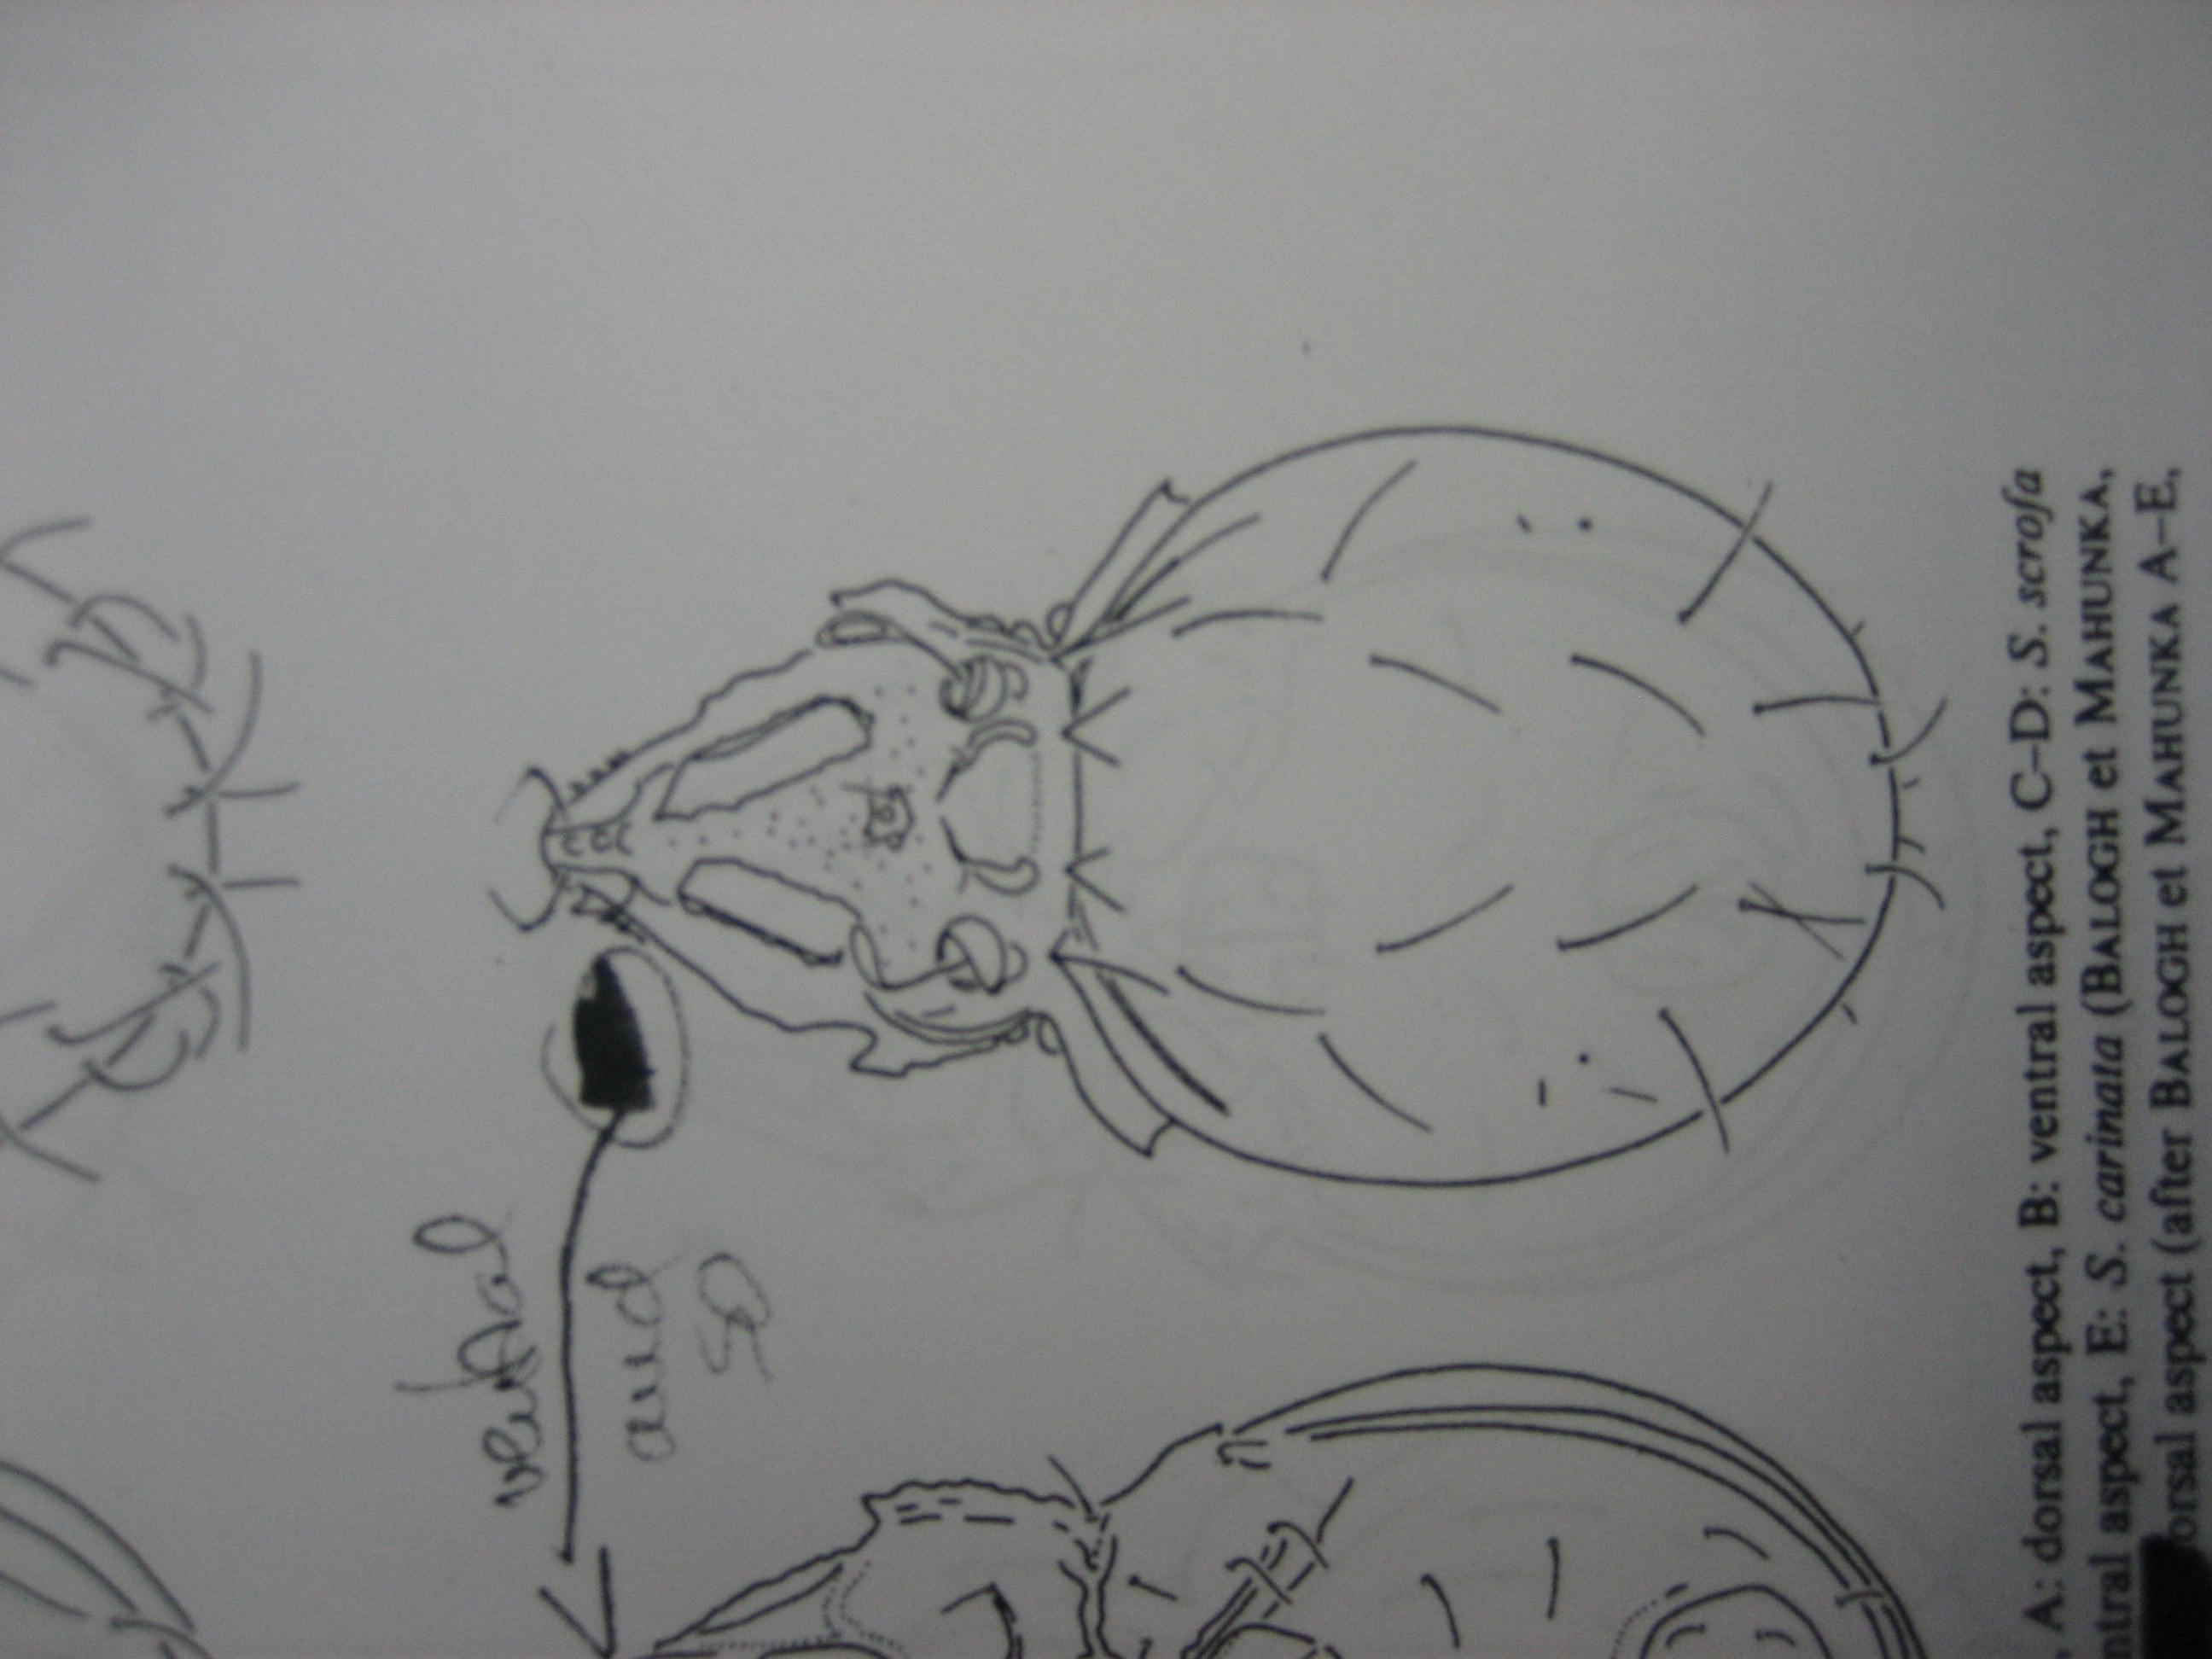 ventral
and
so
, A: dorsal aspect, B: ventral aspect, C–D: S. scrofa
ntral aspect, E: S. carinata (BALOGH et MAHUNKA,
orsal aspect (after BALOGH et MAHUNKA A–E,